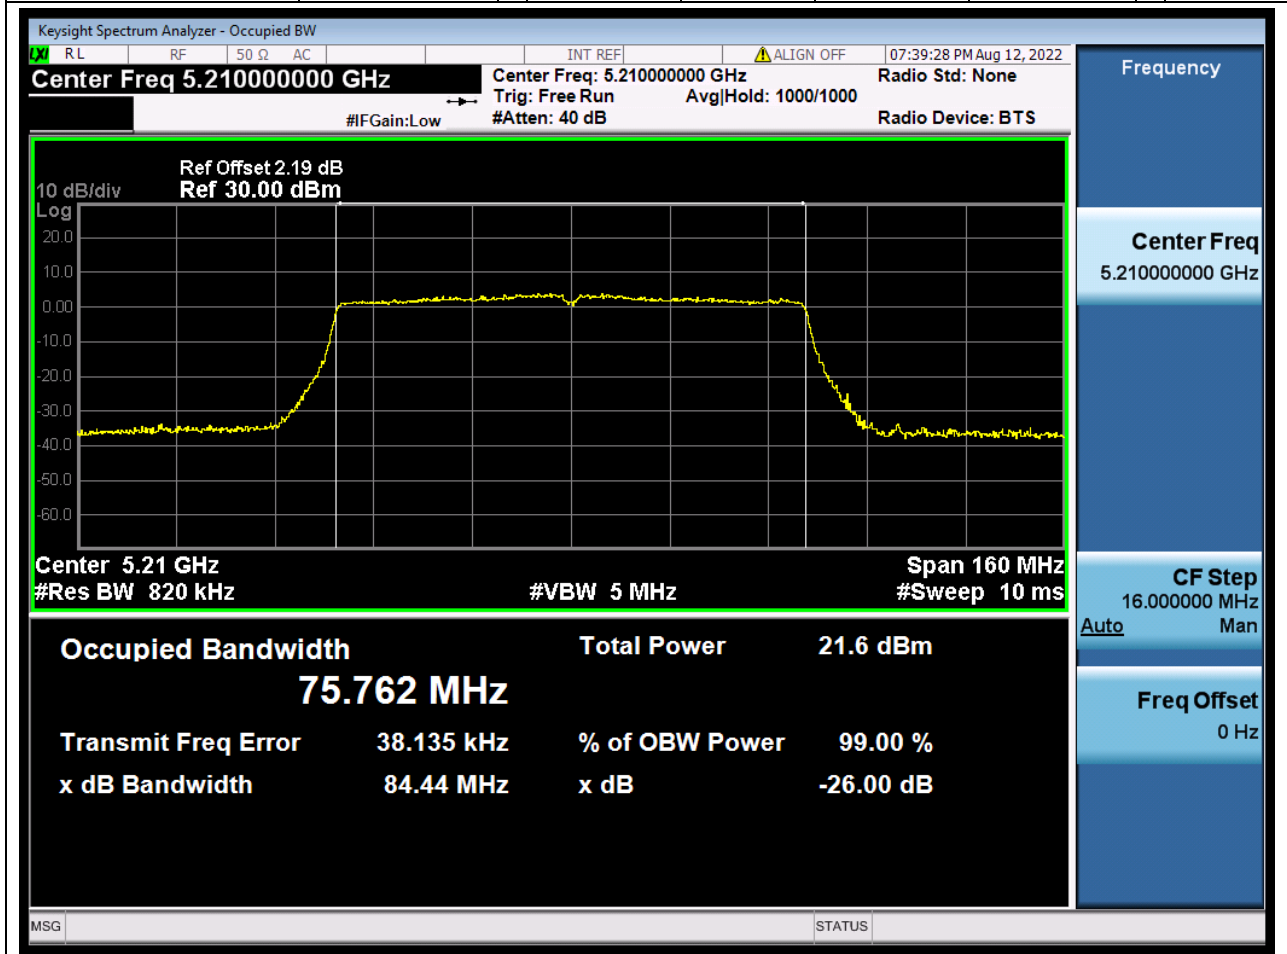 Keysight Spectrum Analyzer - Occupied BW
LXI RL RF 50 Ω AC INT REF ALIGN OFF 07:39:28 PM Aug 12, 2022
Center Freq 5.210000000 GHz
Center Freq: 5.210000000 GHz
Radio Std: None
Trig: Free Run Avg|Hold: 1000/1000
#IFGain:Low
#Atten: 40 dB
Radio Device: BTS
Ref Offset 2.19 dB
10 dB/div Ref 30.00 dBm
Log
20.0
10.0
0.00
-10.0
-20.0
-30.0
-40.0
-50.0
-60.0
Center 5.21 GHz Span 160 MHz
#Res BW 820 kHz #VBW 5 MHz #Sweep 10 ms
Occupied Bandwidth Total Power 21.6 dBm
75.762 MHz
Transmit Freq Error 38.135 kHz % of OBW Power 99.00 %
x dB Bandwidth 84.44 MHz x dB -26.00 dB
MSG STATUS
Frequency
Center Freq
5.210000000 GHz
CF Step
16.000000 MHz
Auto Man
Freq Offset
0 Hz